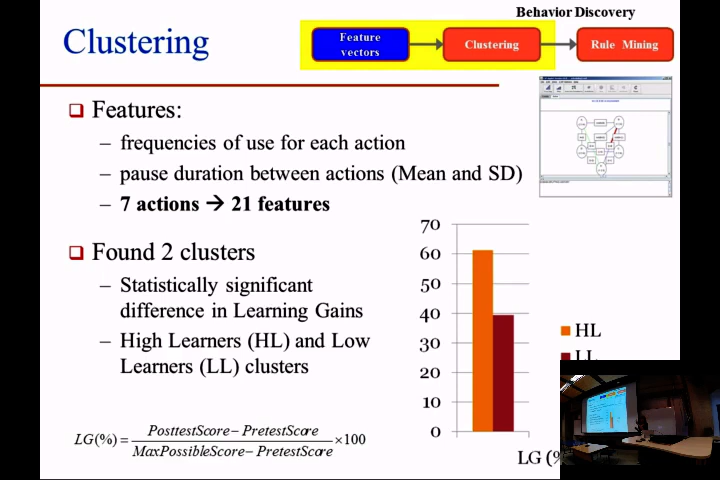 Behavior Discovery
Clustering
Feature
vectors
Clustering
Rule Mining
Features:
– frequencies of use for each action
– pause duration between actions (Mean and SD)
– 7 actions → 21 features
Found 2 clusters
– Statistically significant
difference in Learning Gains
– High Learners (HL) and Low
Learners (LL) clusters
LG(%) = PosttestScore – PretestScore
MaxPossibleScore – PretestScore ×100
70
60
50
40
30
20
10
0
HL
LL
LG (%